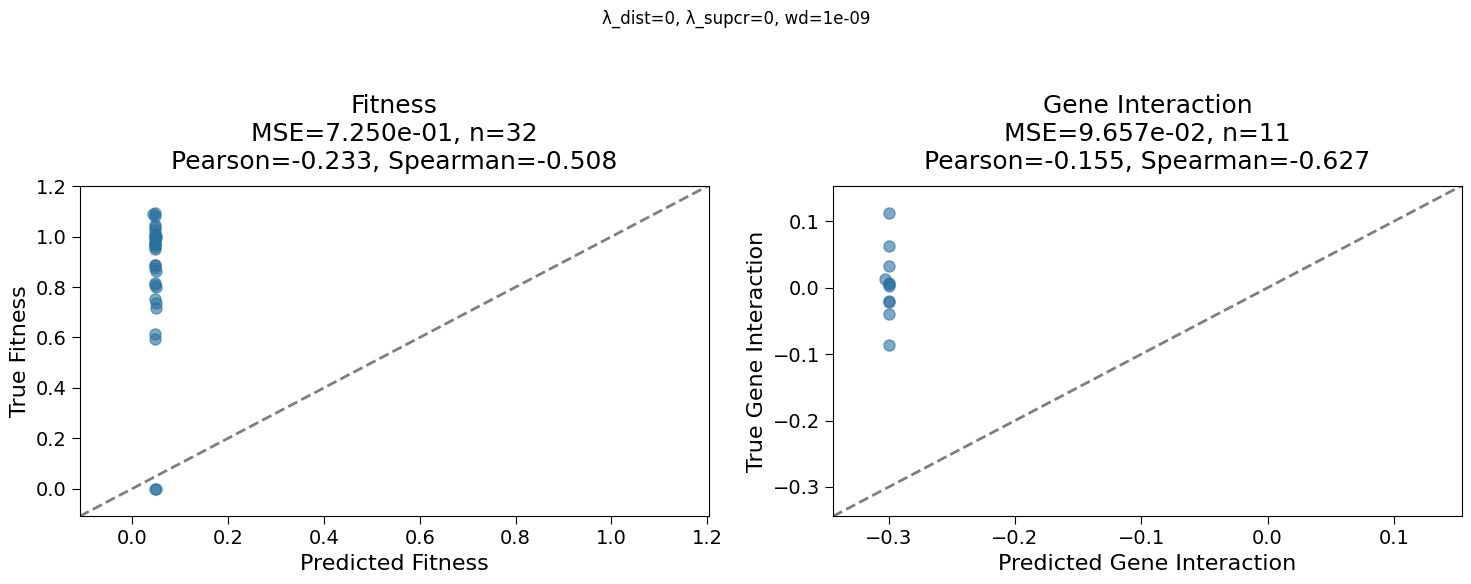 λ_dist=0, λ_supcr=0, wd=1e-09
Fitness
MSE=7.250e-01, n=32
Pearson=-0.233, Spearman=-0.508
Gene Interaction
MSE=9.657e-02, n=11
Pearson=-0.155, Spearman=-0.627
1.2
1.0
0.8
0.6
0.4
0.2
0.0
True Fitness
0.0 0.2 0.4 0.6 0.8 1.0 1.2
Predicted Fitness
0.1
0.0
−0.1
−0.2
−0.3
True Gene Interaction
−0.3 −0.2 −0.1 0.0 0.1
Predicted Gene Interaction